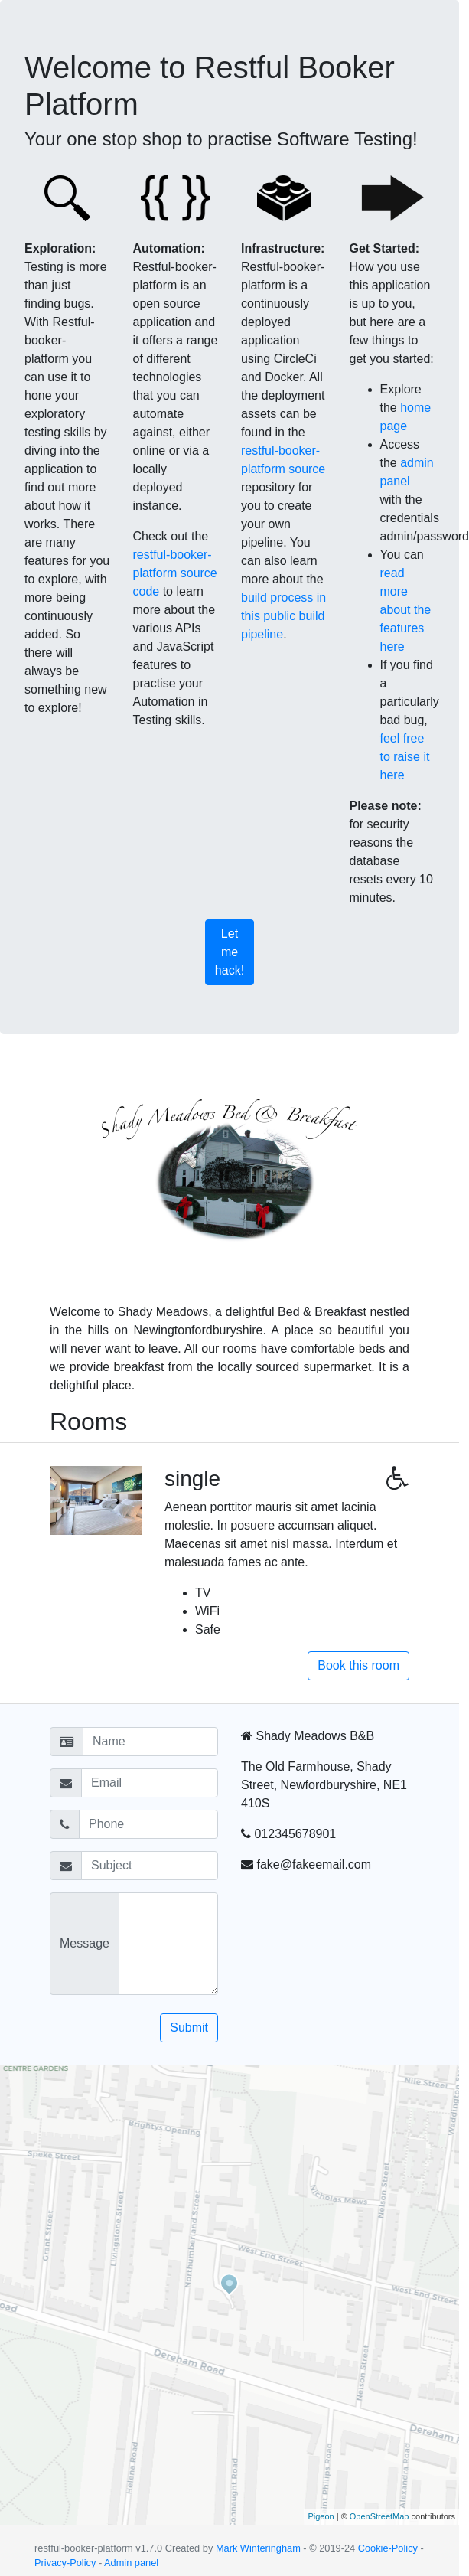 Welcome to Restful Booker
Platform
Your one stop shop to practise Software Testing!
Exploration:
Testing is more
than just
finding bugs.
With Restful-
booker-
platform you
can use it to
hone your
exploratory
testing skills by
diving into the
application to
find out more
about how it
works. There
are many
features for you
to explore, with
more being
continuously
added. So
there will
always be
something new
to explore!
Automation:
Restful-booker-
platform is an
open source
application and
it offers a range
of different
technologies
that you can
automate
against, either
online or via a
locally
deployed
instance.
Check out the
restful-booker-
platform source
code to learn
more about the
various APIs
and JavaScript
features to
practise your
Automation in
Testing skills.
Infrastructure:
Restful-booker-
platform is a
continuously
deployed
application
using CircleCi
and Docker. All
the deployment
assets can be
found in the
restful-booker-
platform source
repository for
you to create
your own
pipeline. You
can also learn
more about the
build process in
this public build
pipeline.
Get Started:
How you use
this application
is up to you,
but here are a
few things to
get you started:
• Explore
the home
page
• Access
the admin
panel
with the
credentials
admin/password
• You can
read
more
about the
features
here
• If you find
a
particularly
bad bug,
feel free
to raise it
here
Please note:
for security
reasons the
database
resets every 10
minutes.
Let
me
hack!
Shady Meadows Bed & Breakfast
Welcome to Shady Meadows, a delightful Bed & Breakfast nestled
in the hills on Newingtonfordburyshire. A place so beautiful you
will never want to leave. All our rooms have comfortable beds and
we provide breakfast from the locally sourced supermarket. It is a
delightful place.
Rooms
single
Aenean porttitor mauris sit amet lacinia
molestie. In posuere accumsan aliquet.
Maecenas sit amet nisl massa. Interdum et
malesuada fames ac ante.
• TV
• WiFi
• Safe
Book this room
Name
Email
Phone
Subject
Message
Submit
Shady Meadows B&B
The Old Farmhouse, Shady
Street, Newfordburyshire, NE1
410S
012345678901
fake@fakeemail.com
CENTRE GARDENS
Nile Street
Waddington St
Brightys Opening
Speke Street
Nicholas Mews
Nelson Street
Grant Street
Livingstone Street
Northumberland Street
West End Street
West End Street
oad
Dereham Road
Nelson Street
Dereham R
Helena Road
Connaught Road
int Philips Road
Alexandra Road
Pigeon | © OpenStreetMap contributors
restful-booker-platform v1.7.0 Created by Mark Winteringham - © 2019-24 Cookie-Policy -
Privacy-Policy - Admin panel